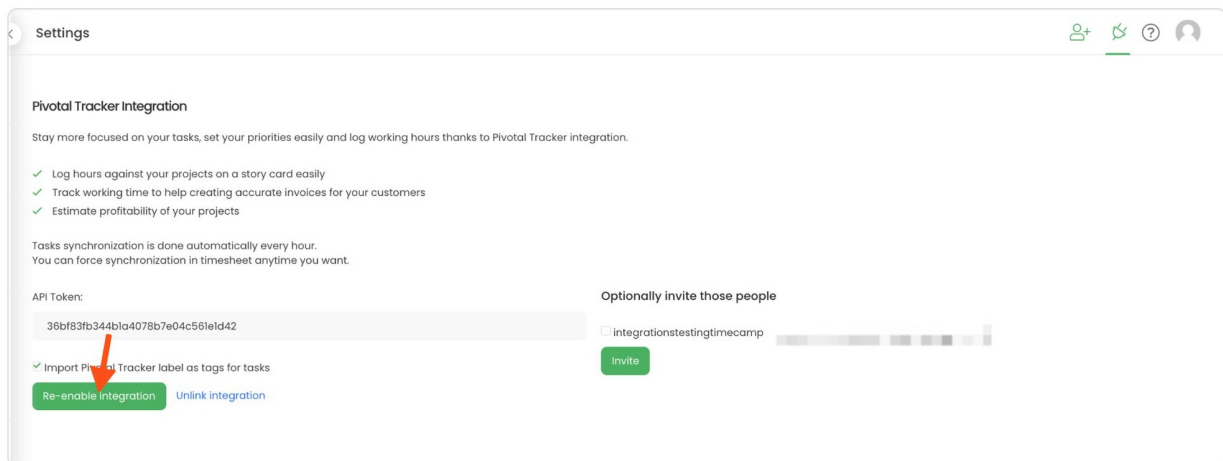 Settings
Pivotal Tracker Integration
Stay more focused on your tasks, set your priorities easily and log working hours thanks to Pivotal Tracker integration.
Log hours against your projects on a story card easily
Track working time to help creating accurate invoices for your customers
Estimate profitability of your projects
Tasks synchronization is done automatically every hour.
You can force synchronization in timesheet anytime you want.
API Token:
36bf83fb344b1a4078b7e04c561e1d42
Import Pivotal Tracker label as tags for tasks
Re-enable integration
Unlink integration
Optionally invite those people
integrationstestingtimecamp
Invite